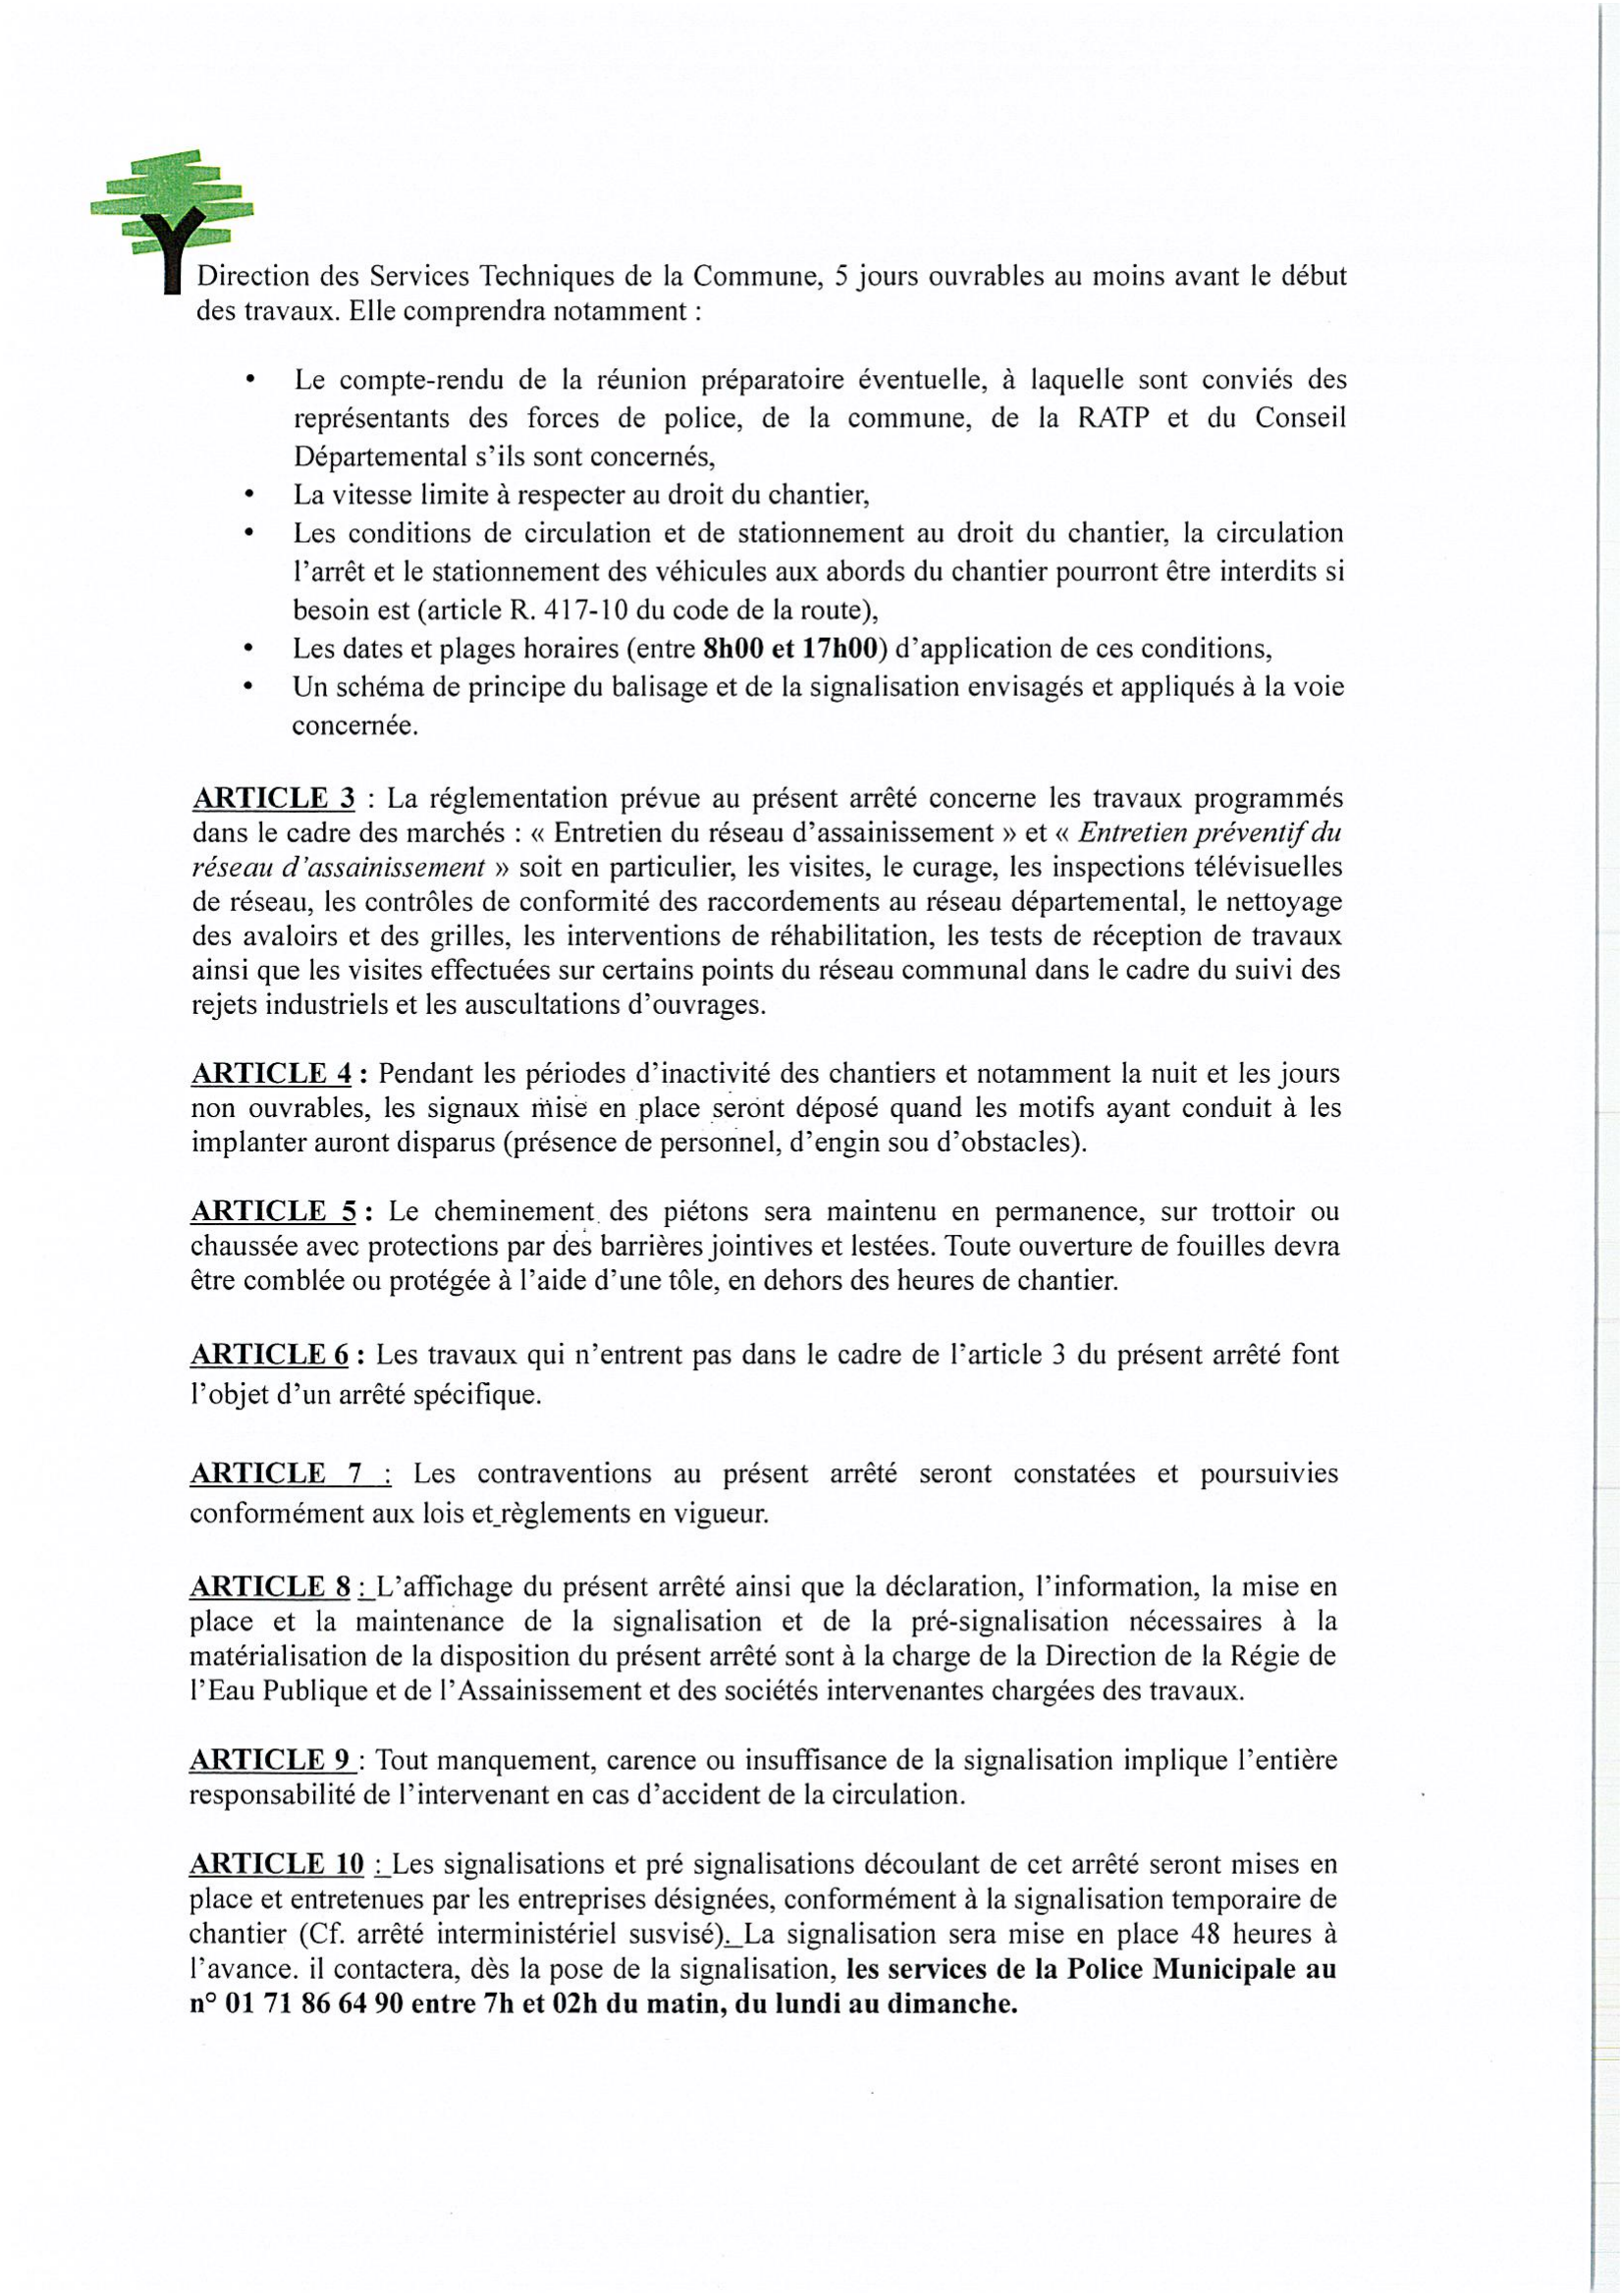 Direction des Services Techniques de la Commune, 5 jours ouvrables au moins avant le début
des travaux. Elle comprendra notamment :
• Le compte-rendu de la réunion préparatoire éventuelle, à laquelle sont conviés des
représentants des forces de police, de la commune, de la RATP et du Conseil
Départemental s'ils sont concernés,
• La vitesse limite à respecter au droit du chantier,
• Les conditions de circulation et de stationnement au droit du chantier, la circulation
l'arrêt et le stationnement des véhicules aux abords du chantier pourront être interdits si
besoin est (article R. 417-10 du code de la route),
• Les dates et plages horaires (entre 8h00 et 17h00) d'application de ces conditions,
• Un schéma de principe du balisage et de la signalisation envisagés et appliqués à la voie
concernée.
ARTICLE 3 : La réglementation prévue au présent arrêté concerne les travaux programmés
dans le cadre des marchés : « Entretien du réseau d'assainissement » et « Entretien préventif du
réseau d'assainissement » soit en particulier, les visites, le curage, les inspections télévisuelles
de réseau, les contrôles de conformité des raccordements au réseau départemental, le nettoyage
des avaloirs et des grilles, les interventions de réhabilitation, les tests de réception de travaux
ainsi que les visites effectuées sur certains points du réseau communal dans le cadre du suivi des
rejets industriels et les auscultations d'ouvrages.
ARTICLE 4 : Pendant les périodes d'inactivité des chantiers et notamment la nuit et les jours
non ouvrables, les signaux mise en place seront déposé quand les motifs ayant conduit à les
implanter auront disparus (présence de personnel, d'engin sou d'obstacles).
ARTICLE 5 : Le cheminement des piétons sera maintenu en permanence, sur trottoir ou
chaussée avec protections par des barrières jointives et lestées. Toute ouverture de fouilles devra
être comblée ou protégée à l'aide d'une tôle, en dehors des heures de chantier.
ARTICLE 6 : Les travaux qui n'entrent pas dans le cadre de l'article 3 du présent arrêté font
l'objet d'un arrêté spécifique.
ARTICLE 7 : Les contraventions au présent arrêté seront constatées et poursuivies
conformément aux lois et règlements en vigueur.
ARTICLE 8 : L'affichage du présent arrêté ainsi que la déclaration, l'information, la mise en
place et la maintenance de la signalisation et de la pré-signalisation nécessaires à la
matérialisation de la disposition du présent arrêté sont à la charge de la Direction de la Régie de
l'Eau Publique et de l'Assainissement et des sociétés intervenantes chargées des travaux.
ARTICLE 9 : Tout manquement, carence ou insuffisance de la signalisation implique l'entière
responsabilité de l'intervenant en cas d'accident de la circulation.
ARTICLE 10 : Les signalisations et pré signalisations découlant de cet arrêté seront mises en
place et entretenues par les entreprises désignées, conformément à la signalisation temporaire de
chantier (Cf. arrêté interministériel susvisé). La signalisation sera mise en place 48 heures à
l'avance. il contactera, dès la pose de la signalisation, les services de la Police Municipale au
n° 01 71 86 64 90 entre 7h et 02h du matin, du lundi au dimanche.